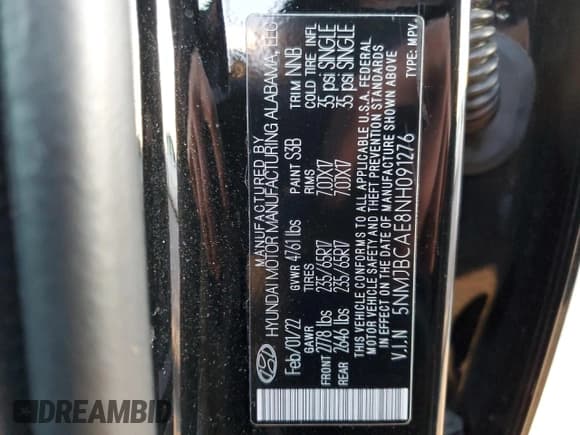 MANUFACTURED BY
HYUNDAI MOTOR MANUFACTURING ALABAMA, LLC
Feb/01/22 GVWR 4761 lbs PAINT S3B TRIM NNB
GAWR TIRES RIMS COLD TIRE INFL
FRONT 2778 lbs 235/65R17 7.0JX17 35 psi SINGLE
REAR 2646 lbs 235/65R17 7.0JX17 35 psi SINGLE
THIS VEHICLE CONFORMS TO ALL APPLICABLE U.S.A. FEDERAL
MOTOR VEHICLE SAFETY AND THEFT PREVENTION STANDARDS
IN EFFECT ON THE DATE OF MANUFACTURE SHOWN ABOVE
V.I.N 5NMJBCAE8NH091276 TYPE: MPV
DREAMBID